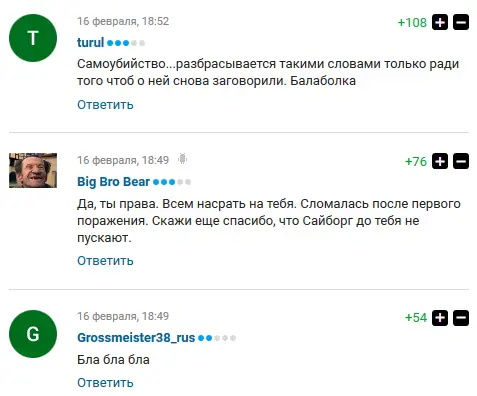 16 февраля, 18:52
+108
T
turul
Самоубийство...разбрасывается такими словами только ради
того чтоб о ней снова заговорили. Балаболка
Ответить
16 февраля, 18:49
+76
Big Bro Bear
Да, ты права. Всем насрать на тебя. Сломалась после первого
поражения. Скажи еще спасибо, что Сайборг до тебя не
пускают.
Ответить
16 февраля, 18:49
+54
G
Grossmeister38_rus
Бла бла бла
Ответить